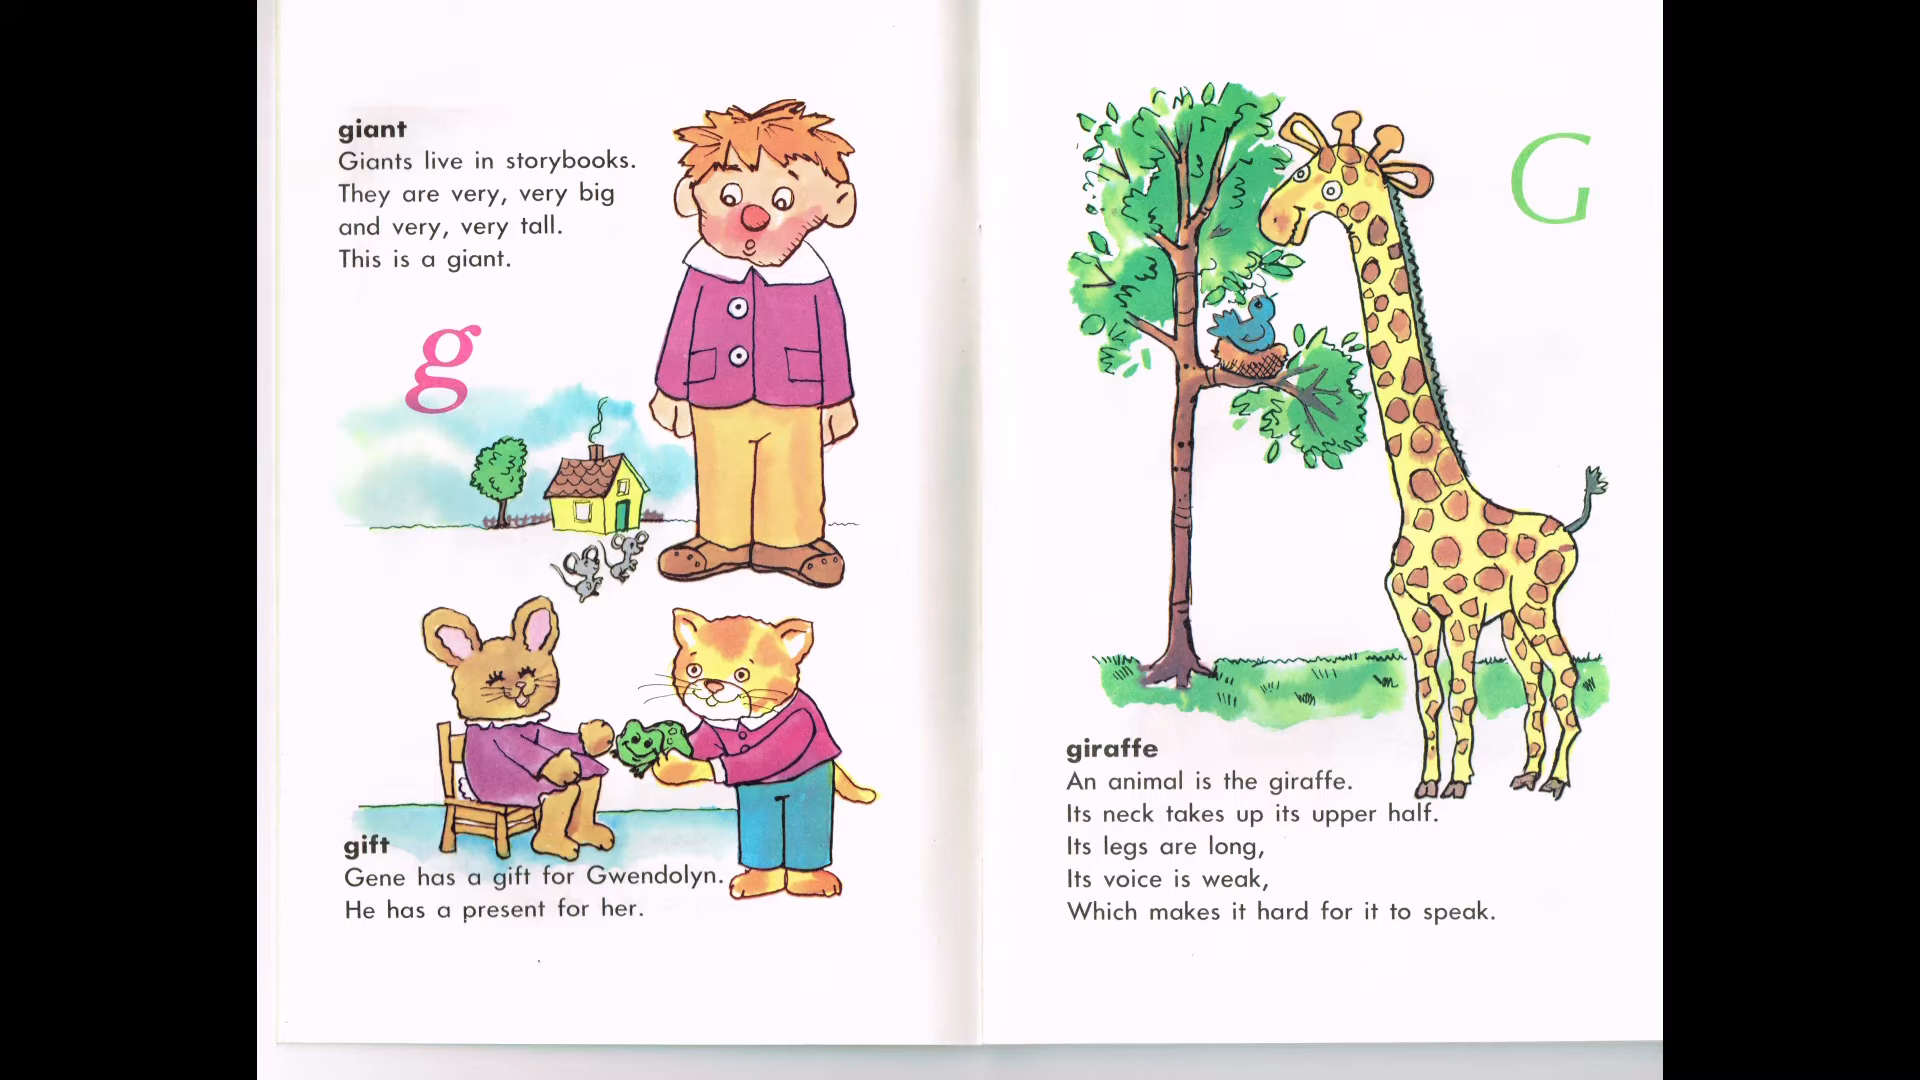 giant
Giants live in storybooks.
They are very, very big
and very, very tall.
This is a giant.
g
gift
Gene has a gift for Gwendolyn.
He has a present for her.
G
giraffe
An animal is the giraffe.
Its neck takes up its upper half.
Its legs are long,
Its voice is weak,
Which makes it hard for it to speak.